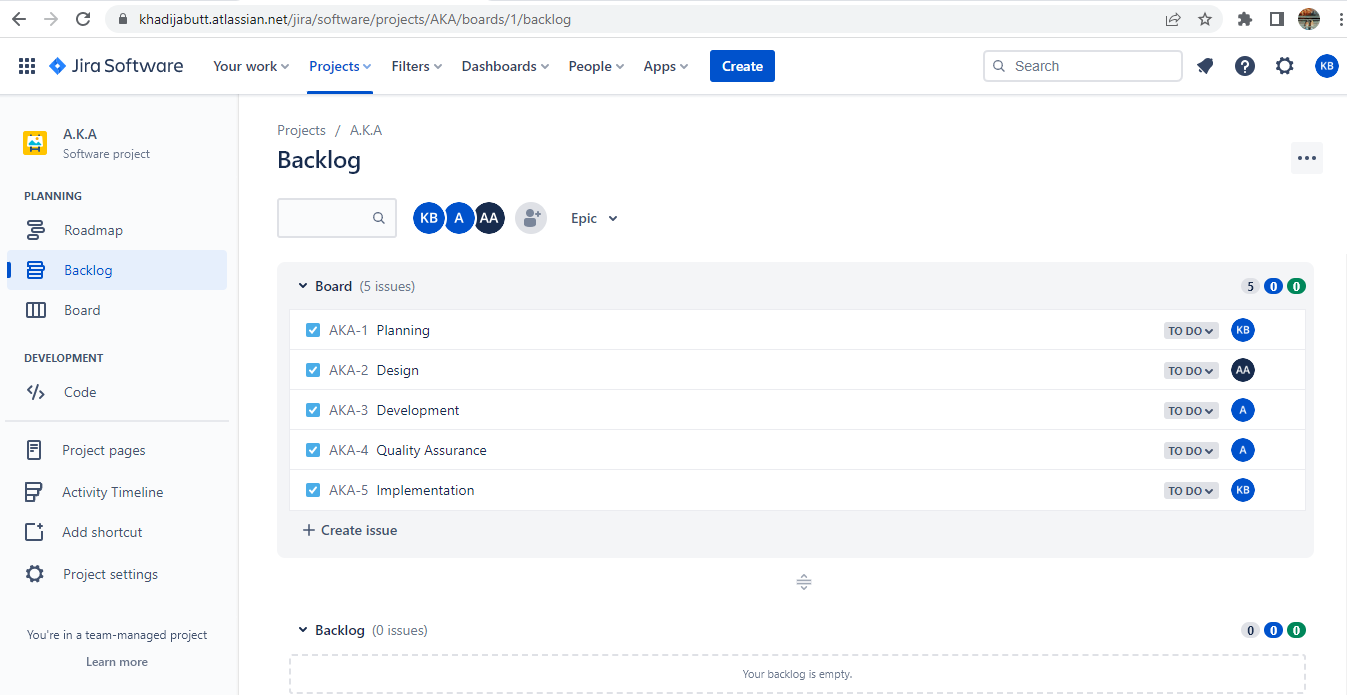 khadijabutt.atlassian.net/jira/software/projects/AKA/boards/1/backlog
Jira Software Your work Projects Filters Dashboards People Apps Create Search ? KB
A.K.A
Software project
PLANNING
Roadmap
Backlog
Board
DEVELOPMENT
Code
Project pages
Activity Timeline
Add shortcut
Project settings
You're in a team-managed project
Learn more
Projects / A.K.A
Backlog
KB A AA Epic
Board (5 issues) 5 0 0
AKA-1 Planning TO DO KB
AKA-2 Design TO DO AA
AKA-3 Development TO DO A
AKA-4 Quality Assurance TO DO A
AKA-5 Implementation TO DO KB
+ Create issue
Backlog (0 issues) 0 0 0
Your backlog is empty.